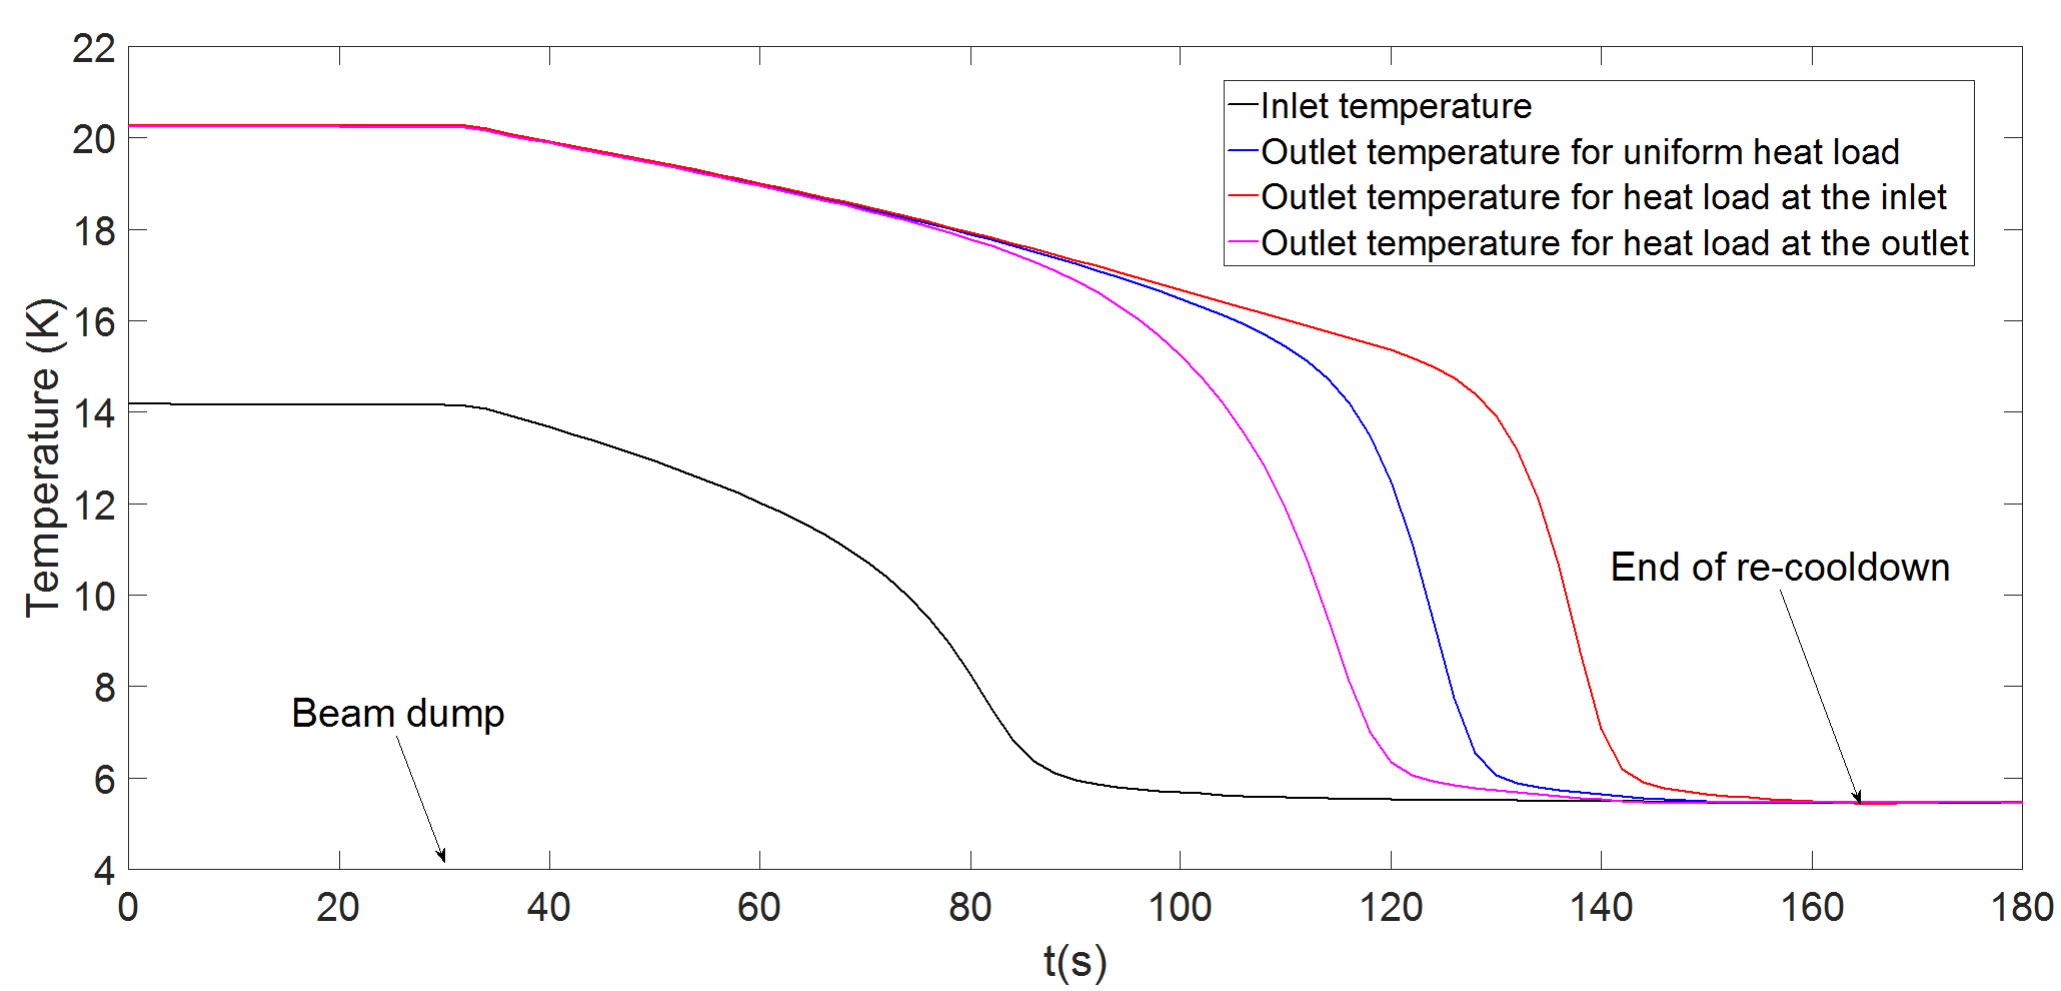 22
20
18
16
14
12
10
8
6
4
Temperature (K)
Inlet temperature
Outlet temperature for uniform heat load
Outlet temperature for heat load at the inlet
Outlet temperature for heat load at the outlet
End of re-cooldown
Beam dump
0 20 40 60 80 100 120 140 160 180
t(s)